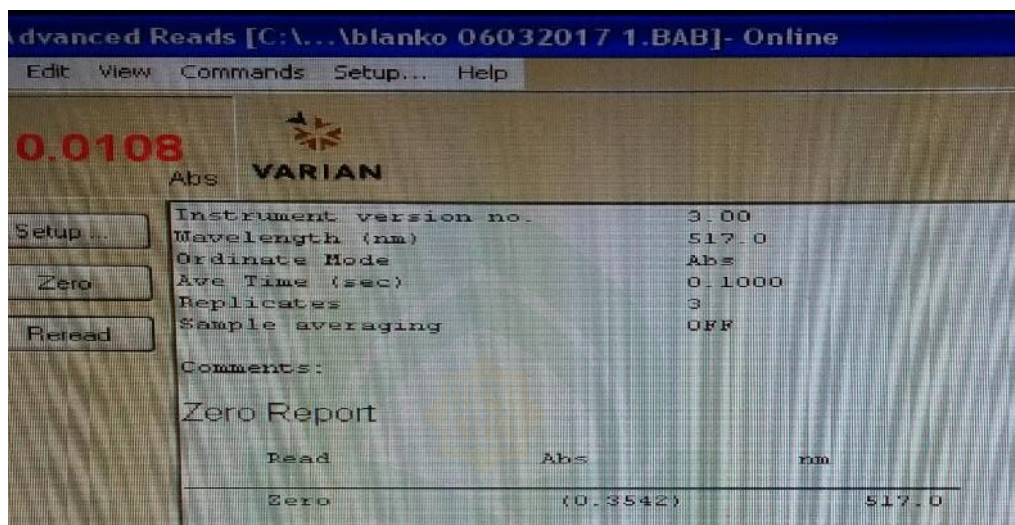 Advanced Reads [C:\...\blanko 06032017 1.BAB]- Online
Edit View Commands Setup... Help
0.0108
Abs
VARIAN
Setup ...
Zero
Reread
Instrument version no. 3.00
Wavelength (nm) 517.0
Ordinate Mode Abs
Ave Time (sec) 0.1000
Replicates 3
Sample averaging OFF
Comments:
Zero Report
Read Abs nm
Zero (0.3542) 517.0